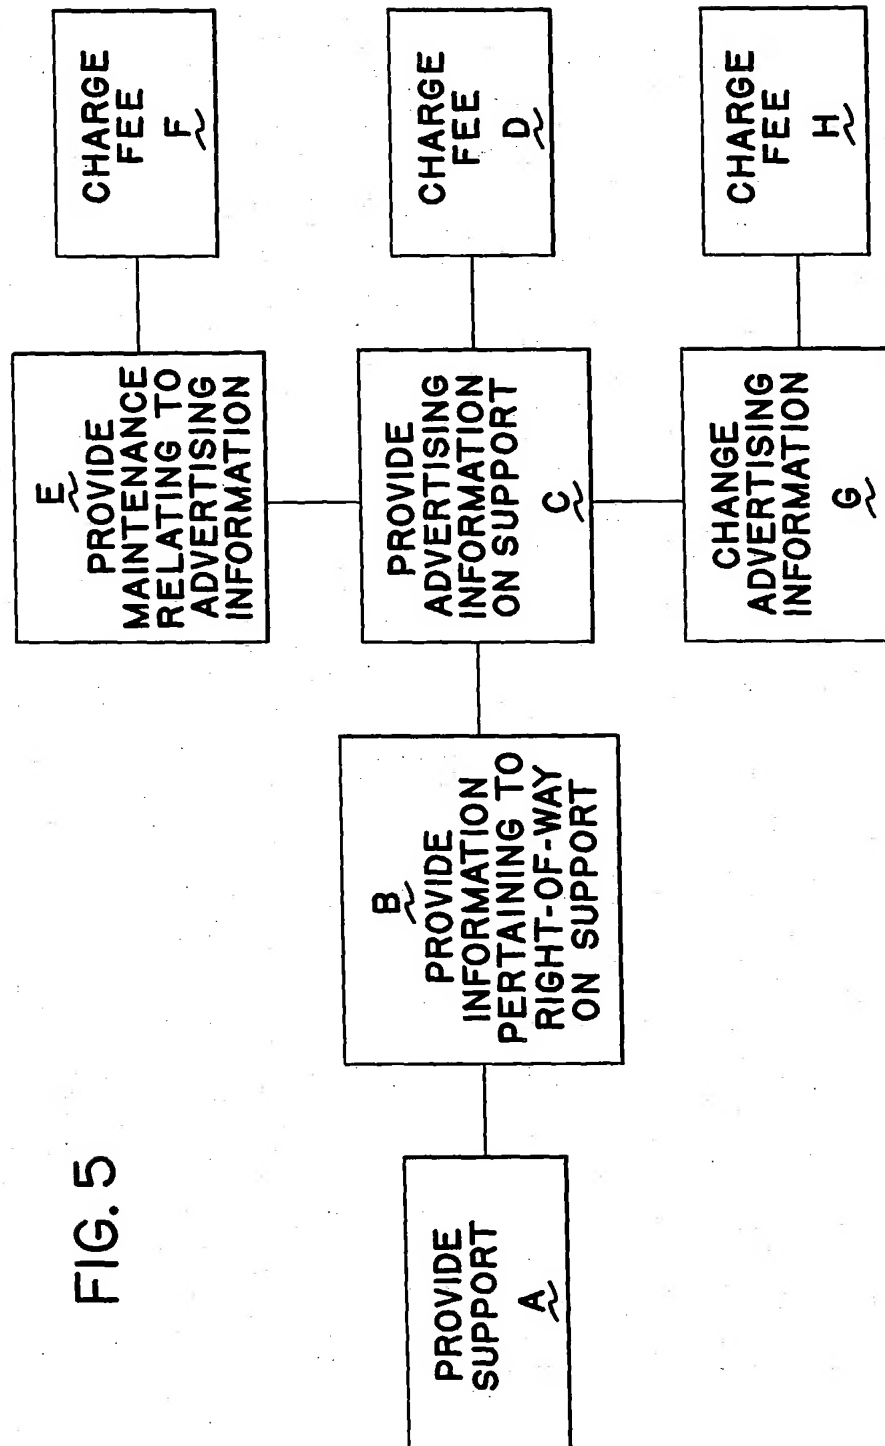 FIG. 5
PROVIDE
SUPPORT
A
B
PROVIDE
INFORMATION
PERTAINING TO
RIGHT-OF-WAY
ON SUPPORT
E
PROVIDE
MAINTENANCE
RELATING TO
ADVERTISING
INFORMATION
PROVIDE
ADVERTISING
INFORMATION
ON SUPPORT
C
CHANGE
ADVERTISING
INFORMATION
G
CHARGE
FEE
F
CHARGE
FEE
D
CHARGE
FEE
H